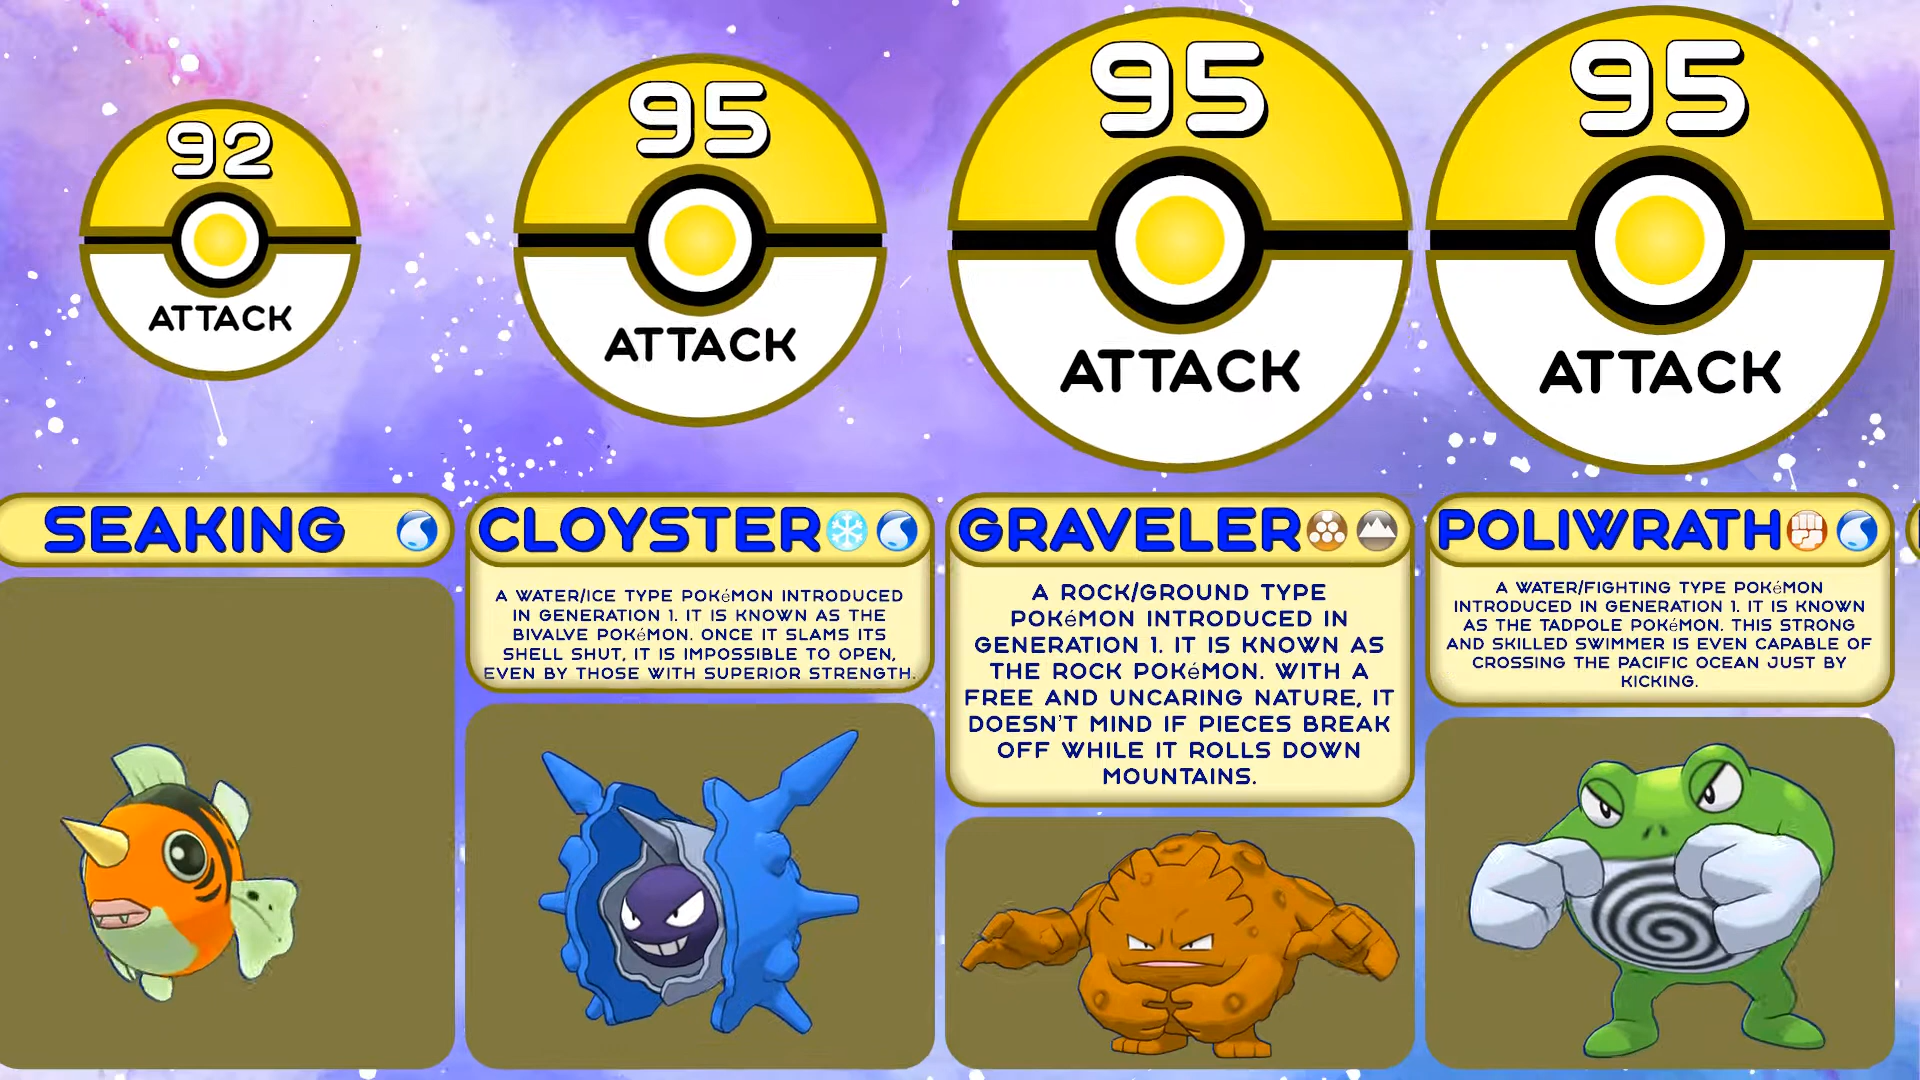 92
ATTACK
95
ATTACK
95
ATTACK
95
ATTACK
SEAKING
CLOYSTER
A WATER/ICE TYPE POKéMON INTRODUCED
IN GENERATION 1. IT IS KNOWN AS THE
BIVALVE POKéMON. ONCE IT SLAMS ITS
SHELL SHUT, IT IS IMPOSSIBLE TO OPEN,
EVEN BY THOSE WITH SUPERIOR STRENGTH.
GRAVELER
A ROCK/GROUND TYPE
POKéMON INTRODUCED IN
GENERATION 1. IT IS KNOWN AS
THE ROCK POKéMON. WITH A
FREE AND UNCARING NATURE, IT
DOESN'T MIND IF PIECES BREAK
OFF WHILE IT ROLLS DOWN
MOUNTAINS.
POLIWRATH
A WATER/FIGHTING TYPE POKéMON
INTRODUCED IN GENERATION 1. IT IS KNOWN
AS THE TADPOLE POKéMON. THIS STRONG
AND SKILLED SWIMMER IS EVEN CAPABLE OF
CROSSING THE PACIFIC OCEAN JUST BY
KICKING.